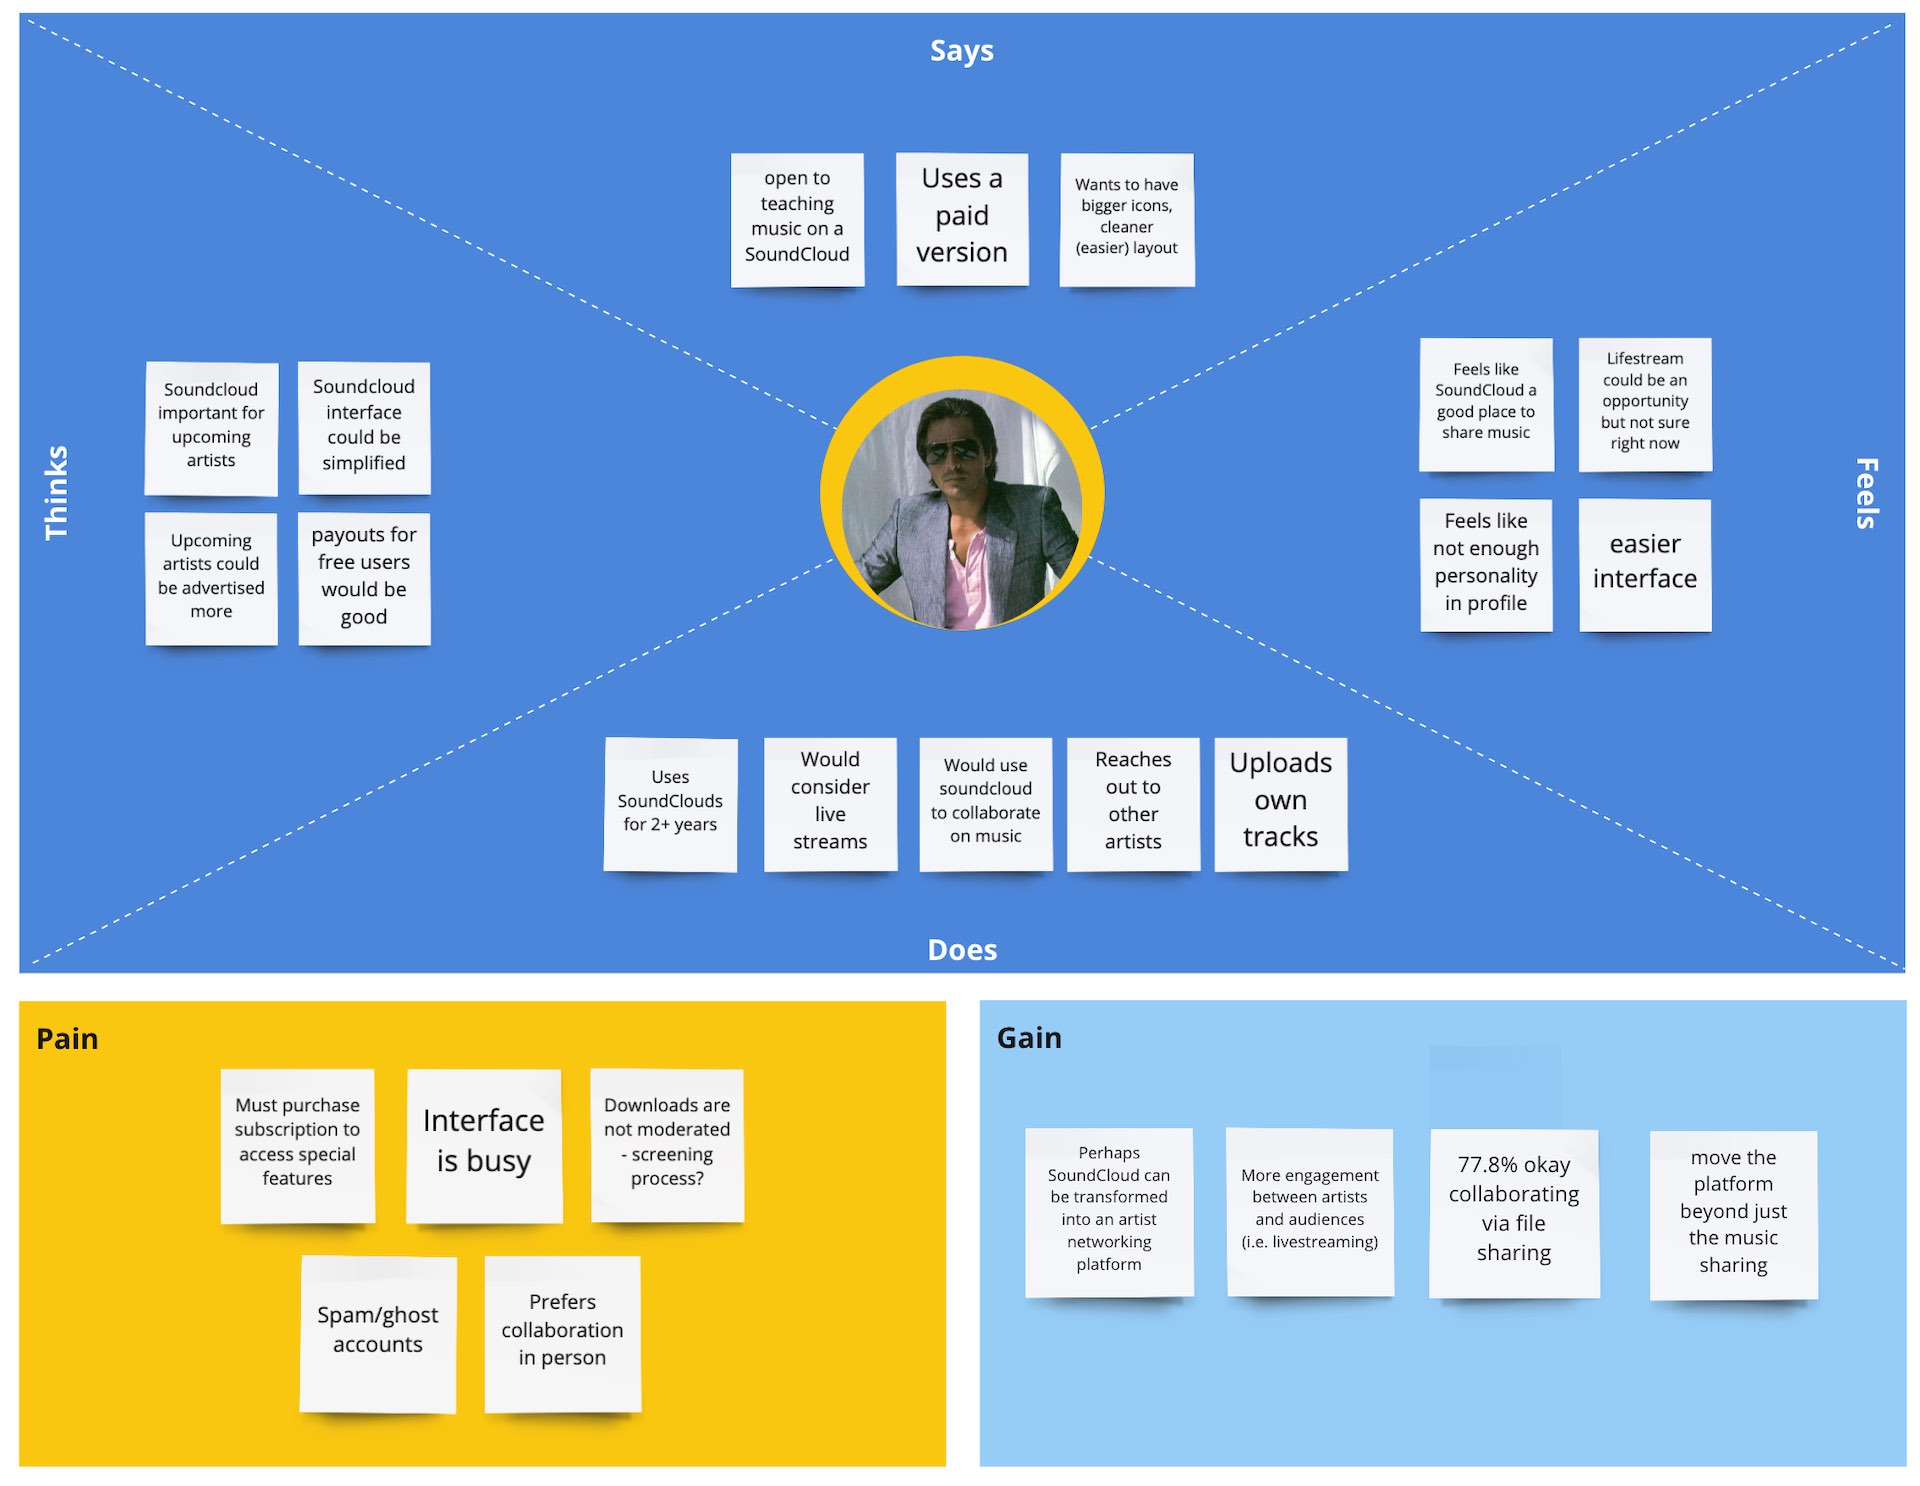 Says
open to
teaching
music on a
SoundCloud
Uses a
paid
version
Wants to have
bigger icons,
cleaner
(easier) layout
Thinks
Soundcloud
important for
upcoming
artists
Soundcloud
interface
could be
simplified
Upcoming
artists could
be advertised
more
payouts for
free users
would be
good
Feels like
SoundCloud a
good place to
share music
Lifestream
could be an
opportunity
but not sure
right now
Feels like
not enough
personality
in profile
easier
interface
Feels
Uses
SoundClouds
for 2+ years
Would
consider
live
streams
Would use
soundcloud
to collaborate
on music
Reaches
out to
other
artists
Uploads
own
tracks
Does
Pain
Must purchase
subscription to
access special
features
Interface
is busy
Downloads are
not moderated
- screening
process?
Spam/ghost
accounts
Prefers
collaboration
in person
Gain
Perhaps
SoundCloud can
be transformed
into an artist
networking
platform
More engagement
between artists
and audiences
(i.e. livestreaming)
77.8% okay
collaborating
via file
sharing
move the
platform
beyond just
the music
sharing